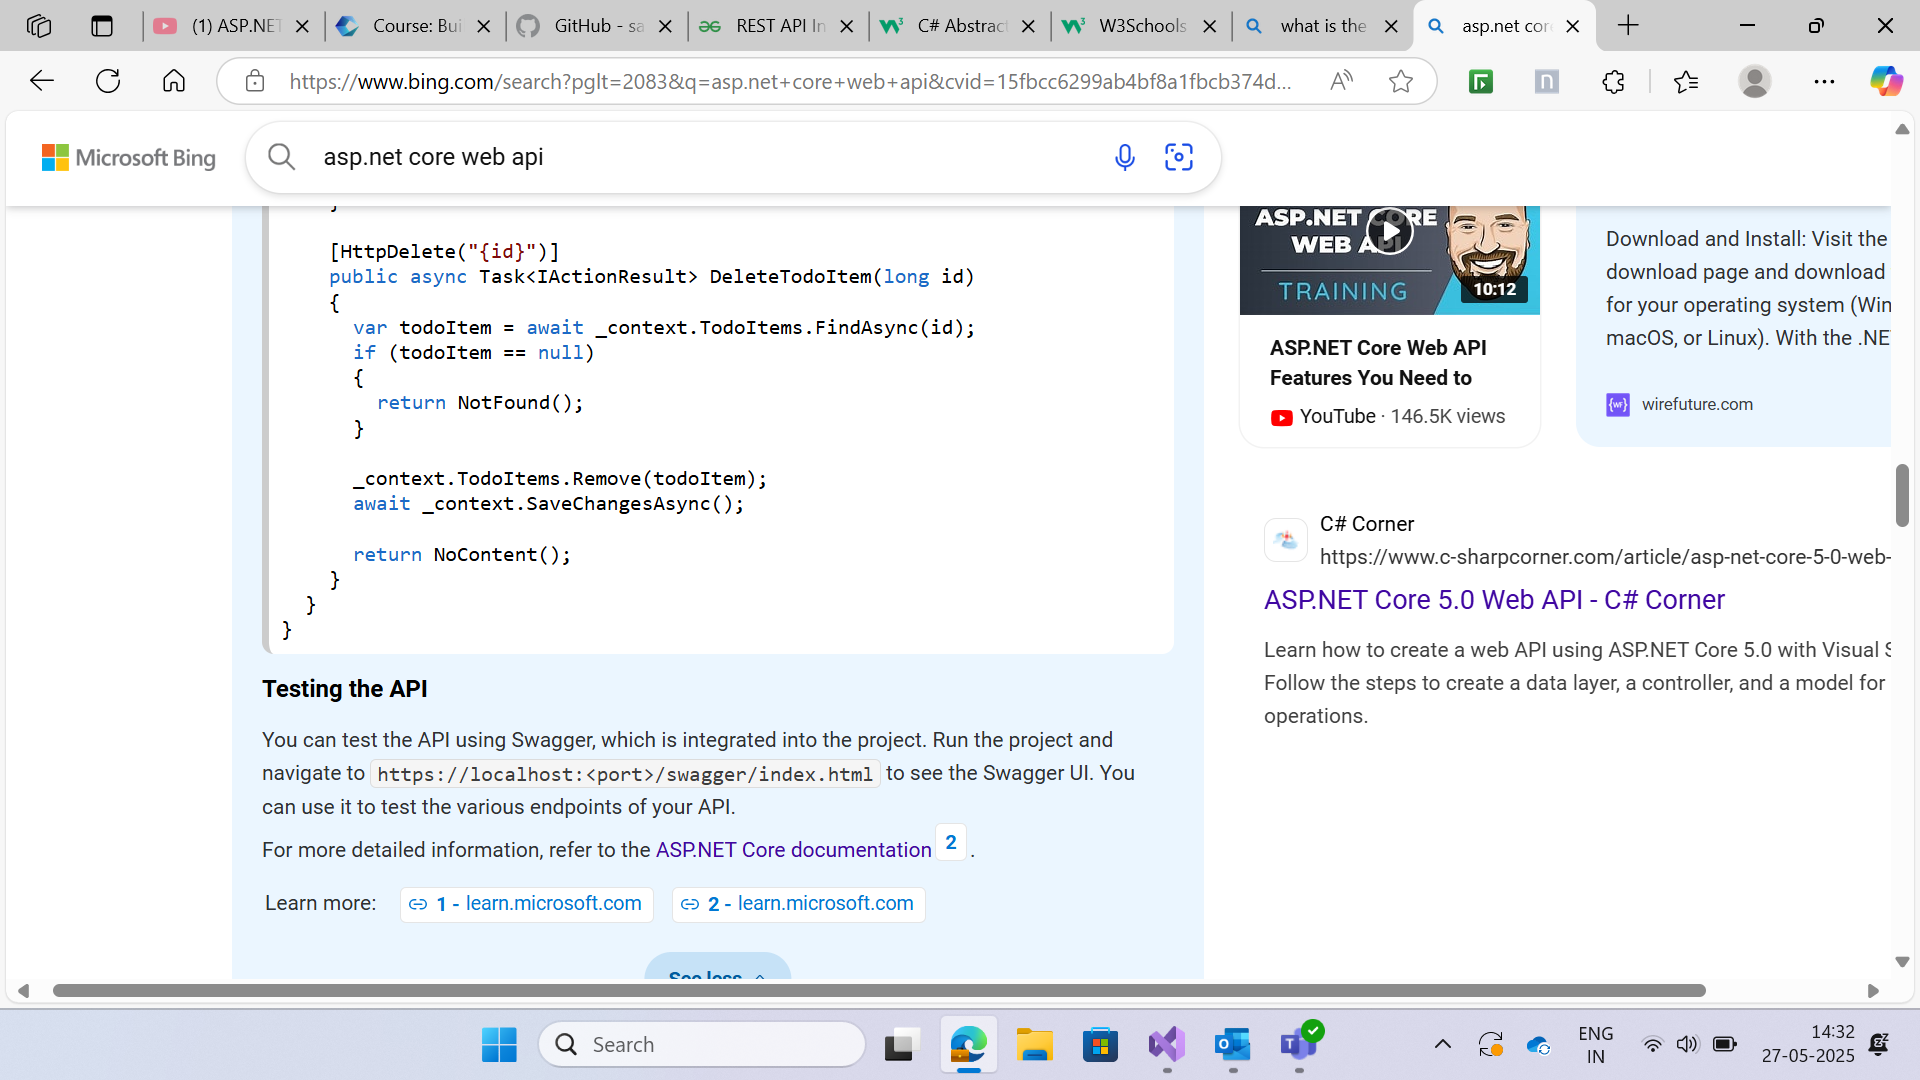 (1) ASP.NET
Course: Bui
GitHub - sa
REST API In
C# Abstract
W3Schools
what is the
asp.net core
https://www.bing.com/search?pglt=2083&q=asp.net+core+web+api&cvid=15fbcc6299ab4bf8a1fbcb374d...
Microsoft Bing
asp.net core web api
}
[HttpDelete("{id}")]
public async Task<IActionResult> DeleteTodoItem(long id)
{
var todoItem = await _context.TodoItems.FindAsync(id);
if (todoItem == null)
{
return NotFound();
}
_context.TodoItems.Remove(todoItem);
await _context.SaveChangesAsync();
return NoContent();
}
}
}
Testing the API
You can test the API using Swagger, which is integrated into the project. Run the project and
navigate to https://localhost:<port>/swagger/index.html to see the Swagger UI. You
can use it to test the various endpoints of your API.
For more detailed information, refer to the ASP.NET Core documentation 2 .
Learn more: 1 - learn.microsoft.com 2 - learn.microsoft.com
See less
ASP.NET CORE
WEB API
TRAINING
10:12
ASP.NET Core Web API
Features You Need to
YouTube · 146.5K views
Download and Install: Visit the
download page and download
for your operating system (Win
macOS, or Linux). With the .NE
{WF} wirefuture.com
C# Corner
https://www.c-sharpcorner.com/article/asp-net-core-5-0-web-
ASP.NET Core 5.0 Web API - C# Corner
Learn how to create a web API using ASP.NET Core 5.0 with Visual S
Follow the steps to create a data layer, a controller, and a model for
operations.
Search
ENG
IN
14:32
27-05-2025